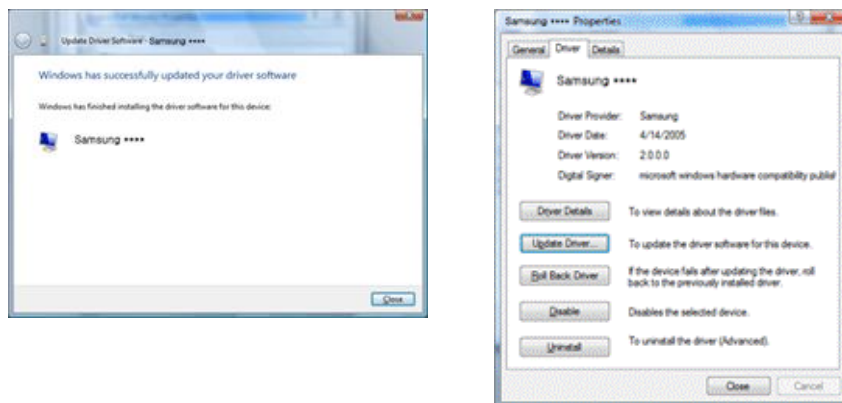 Update Driver Software - Samsung ****
Windows has successfully updated your driver software
Windows has finished installing the driver software for this device:
Samsung ****
Close
Samsung **** Properties
General Driver Details
Samsung ****
Driver Provider: Samsung
Driver Date: 4/14/2005
Driver Version: 2.0.0.0
Digital Signer: microsoft windows hardware compatibility publish
Driver Details To view details about the driver files.
Update Driver... To update the driver software for this device.
Roll Back Driver If the device fails after updating the driver, roll
back to the previously installed driver.
Disable Disables the selected device.
Uninstall To uninstall the driver (Advanced).
Close Cancel